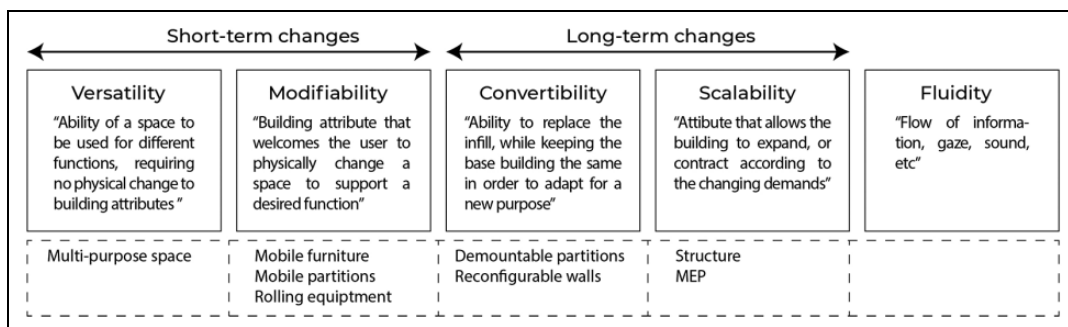 Short-term changes
Long-term changes
Versatility
"Ability of a space to
be used for different
functions, requiring
no physical change to
building attributes "
Multi-purpose space
Modifiability
"Building attribute that
welcomes the user to
physically change a
space to support a
desired function"
Mobile furniture
Mobile partitions
Rolling equiptment
Convertibility
"Ability to replace the
infill, while keeping the
base building the same
in order to adapt for a
new purpose"
Demountable partitions
Reconfigurable walls
Scalability
"Attibute that allows the
building to expand, or
contract according to
the changing demands"
Structure
MEP
Fluidity
"Flow of informa-
tion, gaze, sound,
etc"